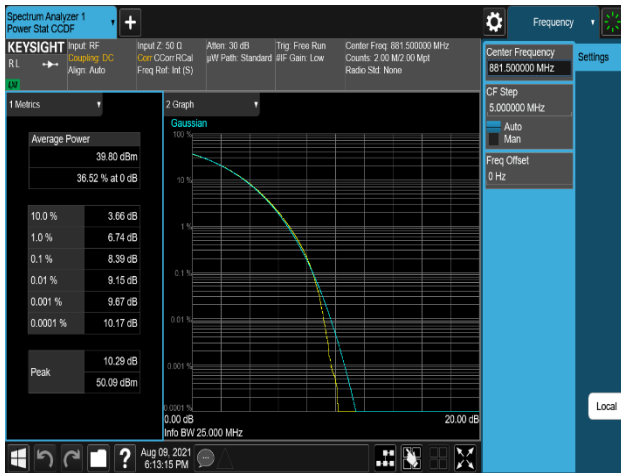 Spectrum Analyzer 1
Power Stat CCDF
Frequency
KEYSIGHT
R L
LXI
Input: RF
Coupling: DC
Align: Auto
Input Z: 50 Ω
Corr CCorr RCal
Freq Ref: Int (S)
Atten: 30 dB
µW Path: Standard
Trig: Free Run
#IF Gain: Low
Center Freq: 881.500000 MHz
Counts: 2.00 M/2.00 Mpt
Radio Std: None
Center Frequency
881.500000 MHz
Settings
CF Step
5.000000 MHz
Auto
Man
Freq Offset
0 Hz
1 Metrics
Average Power
39.80 dBm
36.52 % at 0 dB
10.0 % 3.66 dB
1.0 % 6.74 dB
0.1 % 8.39 dB
0.01 % 9.15 dB
0.001 % 9.67 dB
0.0001 % 10.17 dB
Peak
10.29 dB
50.09 dBm
2 Graph
Gaussian
100 %
10 %
1 %
0.1 %
0.01 %
0.001 %
0.0001 %
0.00 dB 20.00 dB
Info BW 25.000 MHz
Local
?
Aug 09, 2021
6:13:15 PM